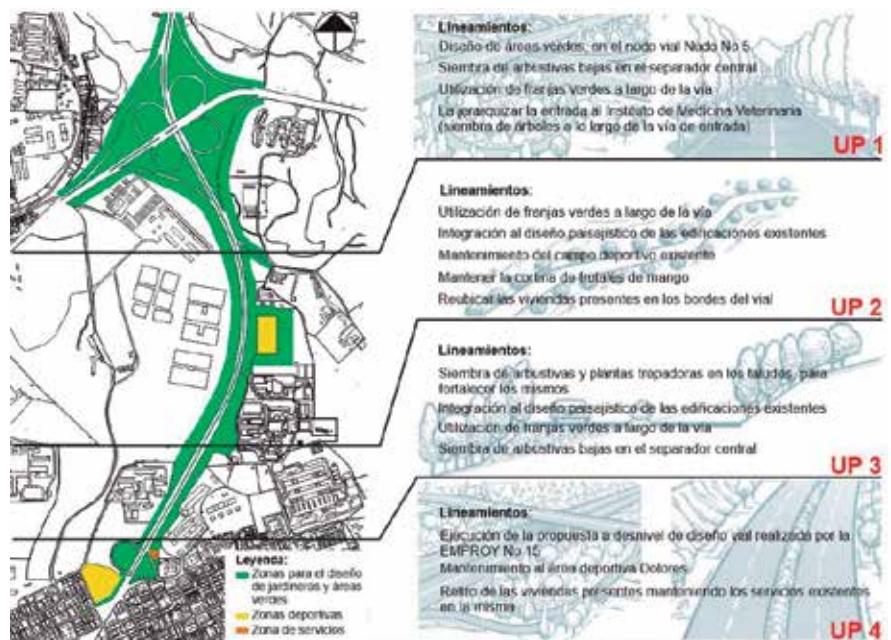 Lineamientos:
Diseño de áreas verdes, en el nodo vial Nodo No 5
Siembra de arbustivas bajas en el separador central
Utilización de franjas verdes a largo de la vía
La jerarquizar la entrada al Instituto de Medicina Veterinaria
(siembra de árboles a lo largo de la vía de entrada)
UP 1
Lineamientos:
Utilización de franjas verdes a largo de la vía
Integración al diseño paisajístico de las edificaciones existentes
Mantenimiento del campo deportivo existente
Mantener la cortina de frutales de mango
Reubicar las viviendas presentes en los bordes del vial
UP 2
Lineamientos:
Siembra de arbustivas y plantas trepadoras en los taludes, para
fortalecer los mismos
Integración al diseño paisajístico de las edificaciones existentes
Utilización de franjas verdes a largo de la vía
Siembra de arbustivas bajas en el separador central
UP 3
Lineamientos:
Ejecución de la propuesta a desnivel de diseño vial realizada por la
EMPROY No 15
Mantenimiento al área deportiva Dolores
Retiro de las viviendas presentes manteniendo los servicios existentes
en la misma
UP 4
Leyenda:
Zonas para el diseño
de jardineras y áreas
verdes
Zonas deportivas
Zona de servicios